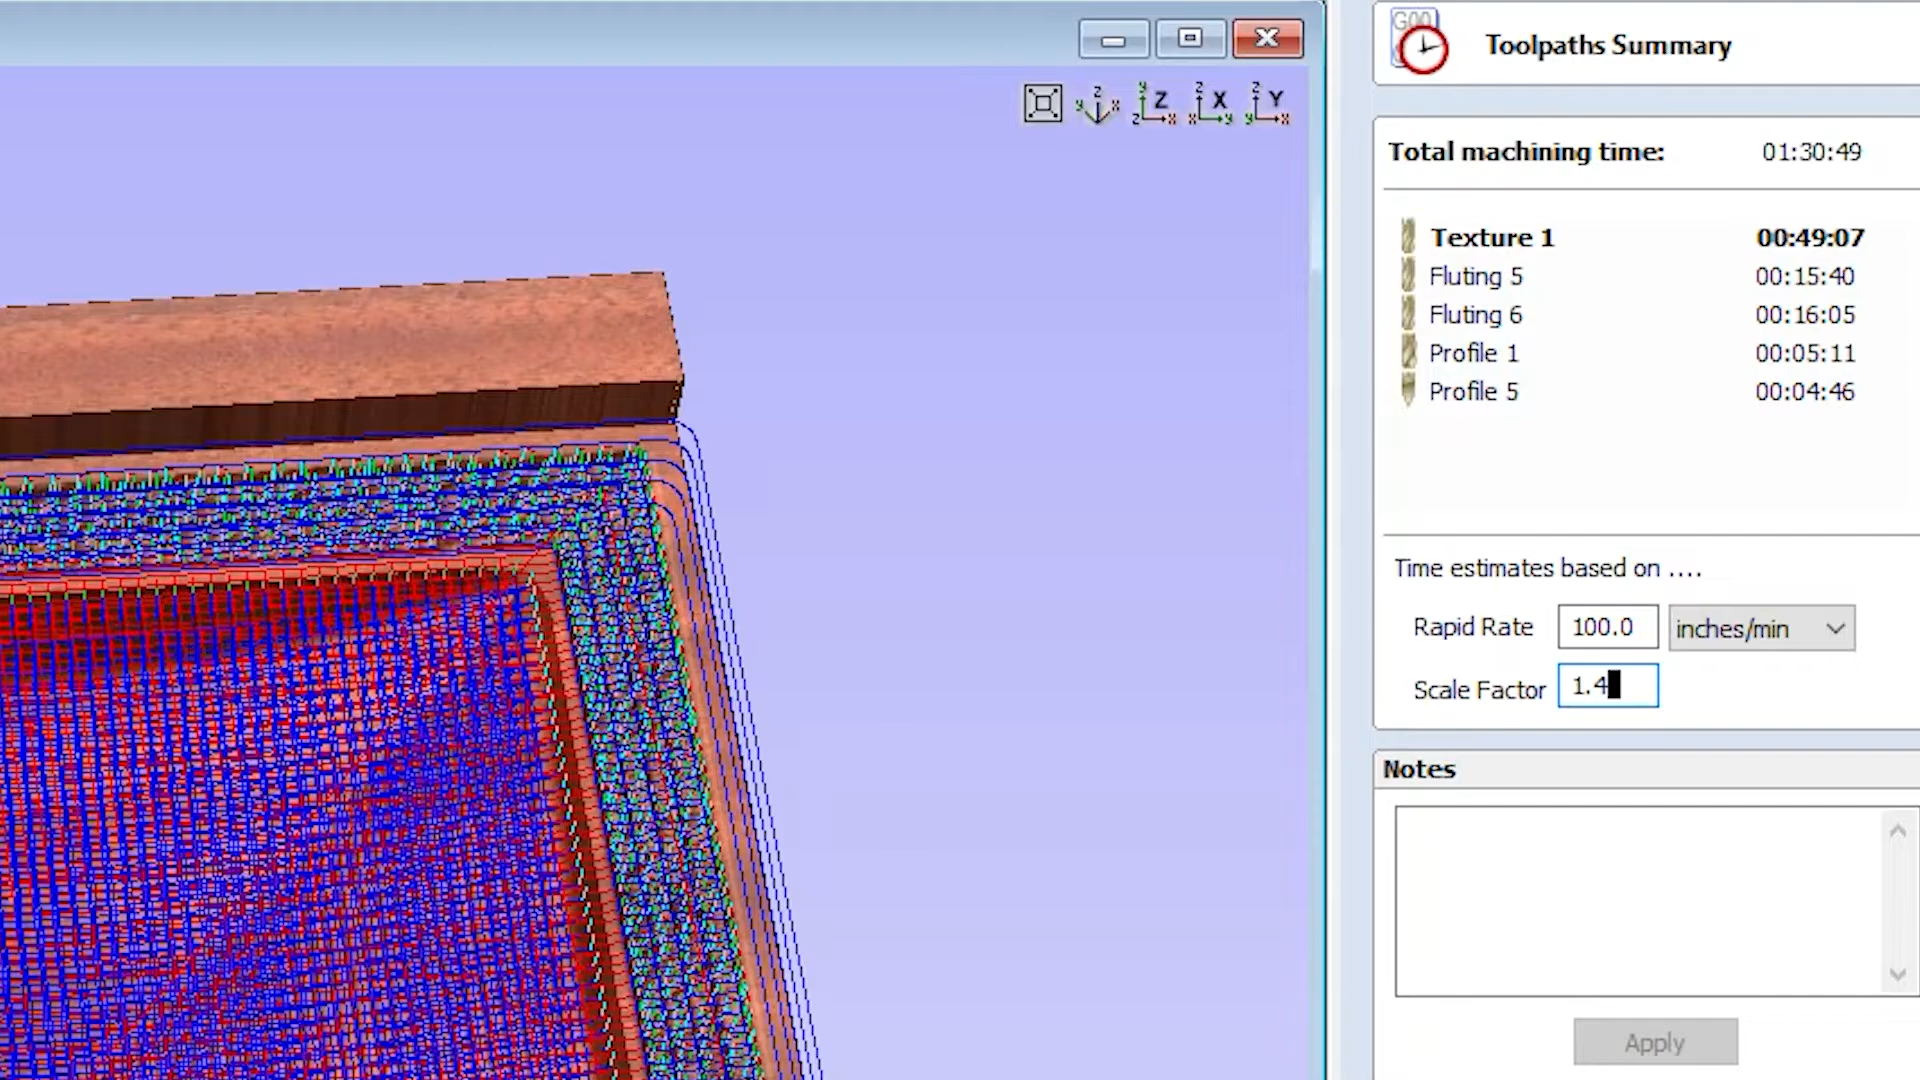 G00
Toolpaths Summary
z
y x
y
Z
z x
z
X
x y
z
Y
y x
Total machining time: 01:30:49
Texture 1 00:49:07
Fluting 5 00:15:40
Fluting 6 00:16:05
Profile 1 00:05:11
Profile 5 00:04:46
Time estimates based on ....
Rapid Rate 100.0 inches/min
Scale Factor 1.4
Notes
Apply